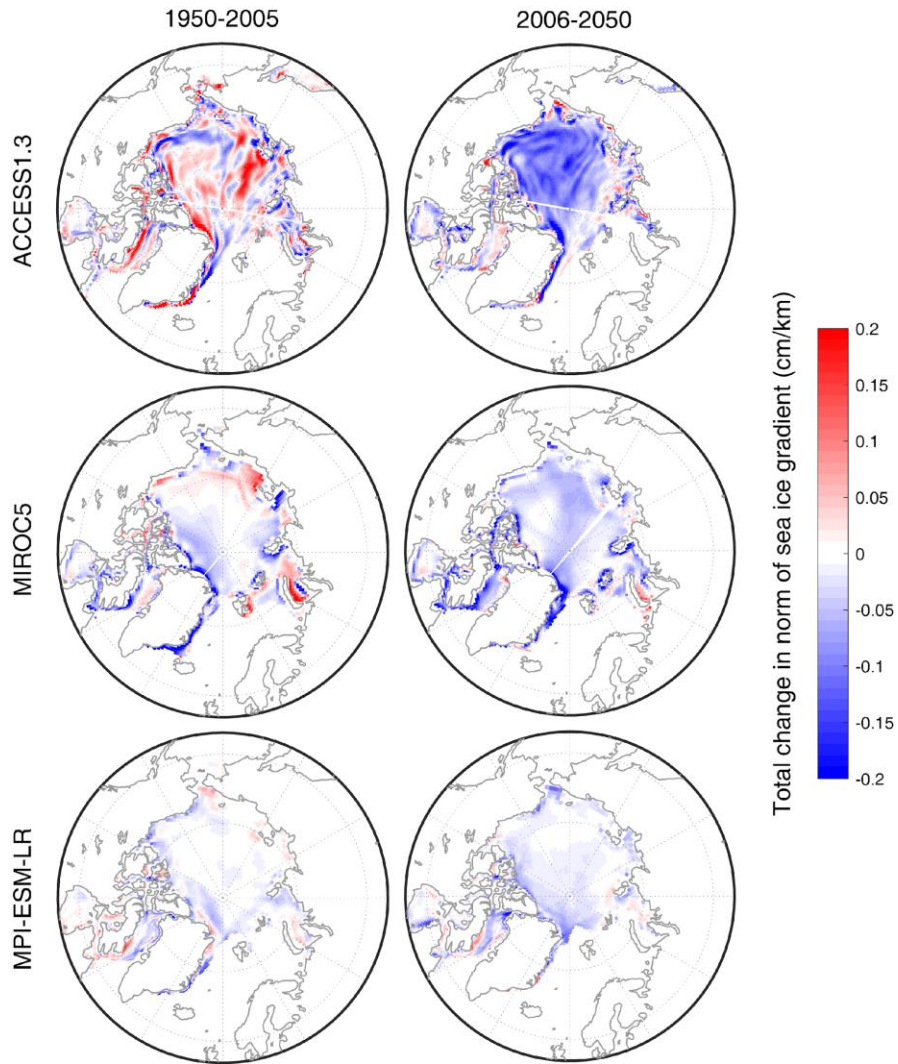 1950-2005
2006-2050
ACCESS1.3
MIROC5
MPI-ESM-LR
Total change in norm of sea ice gradient (cm/km)
0.2
0.15
0.1
0.05
0
-0.05
-0.1
-0.15
-0.2